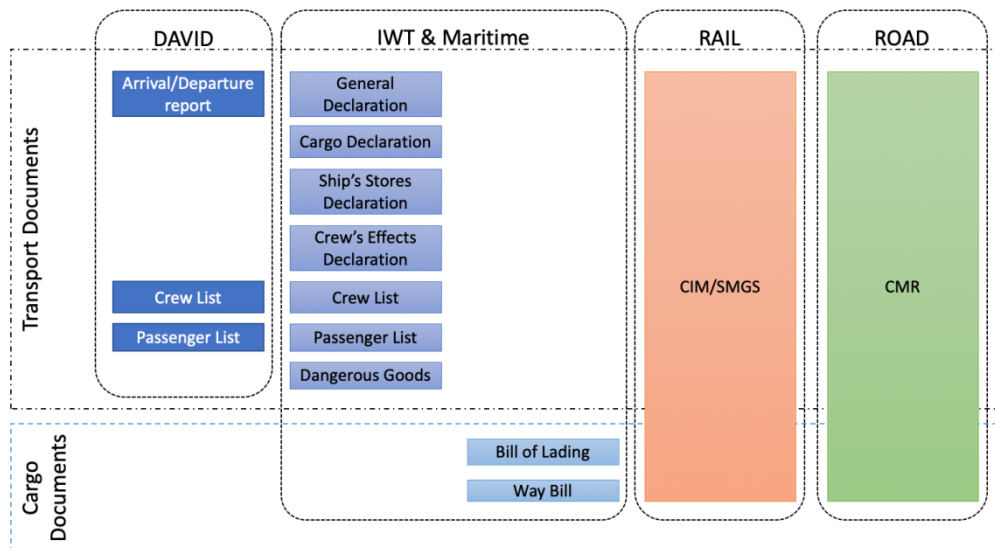 DAVID
IWT & Maritime
RAIL
ROAD
Transport Documents
Arrival/Departure
report
General
Declaration
Cargo Declaration
Ship's Stores
Declaration
Crew's Effects
Declaration
Crew List
Crew List
Passenger List
Passenger List
Dangerous Goods
CIM/SMGS
CMR
Cargo
Documents
Bill of Lading
Way Bill